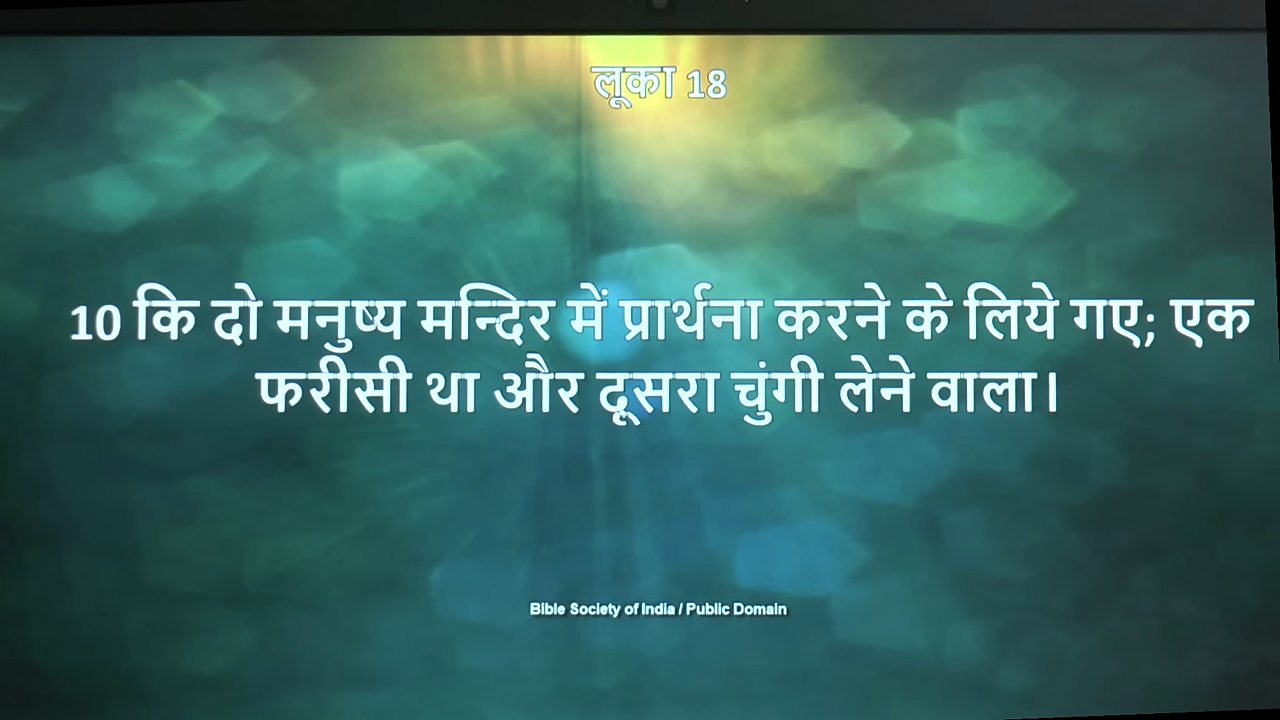 लूका 18
10 कि दो मनुष्य मन्दिर में प्रार्थना करने के लिये गए; एक
फरीसी था और दूसरा चुंगी लेने वाला।
Bible Society of India / Public Domain